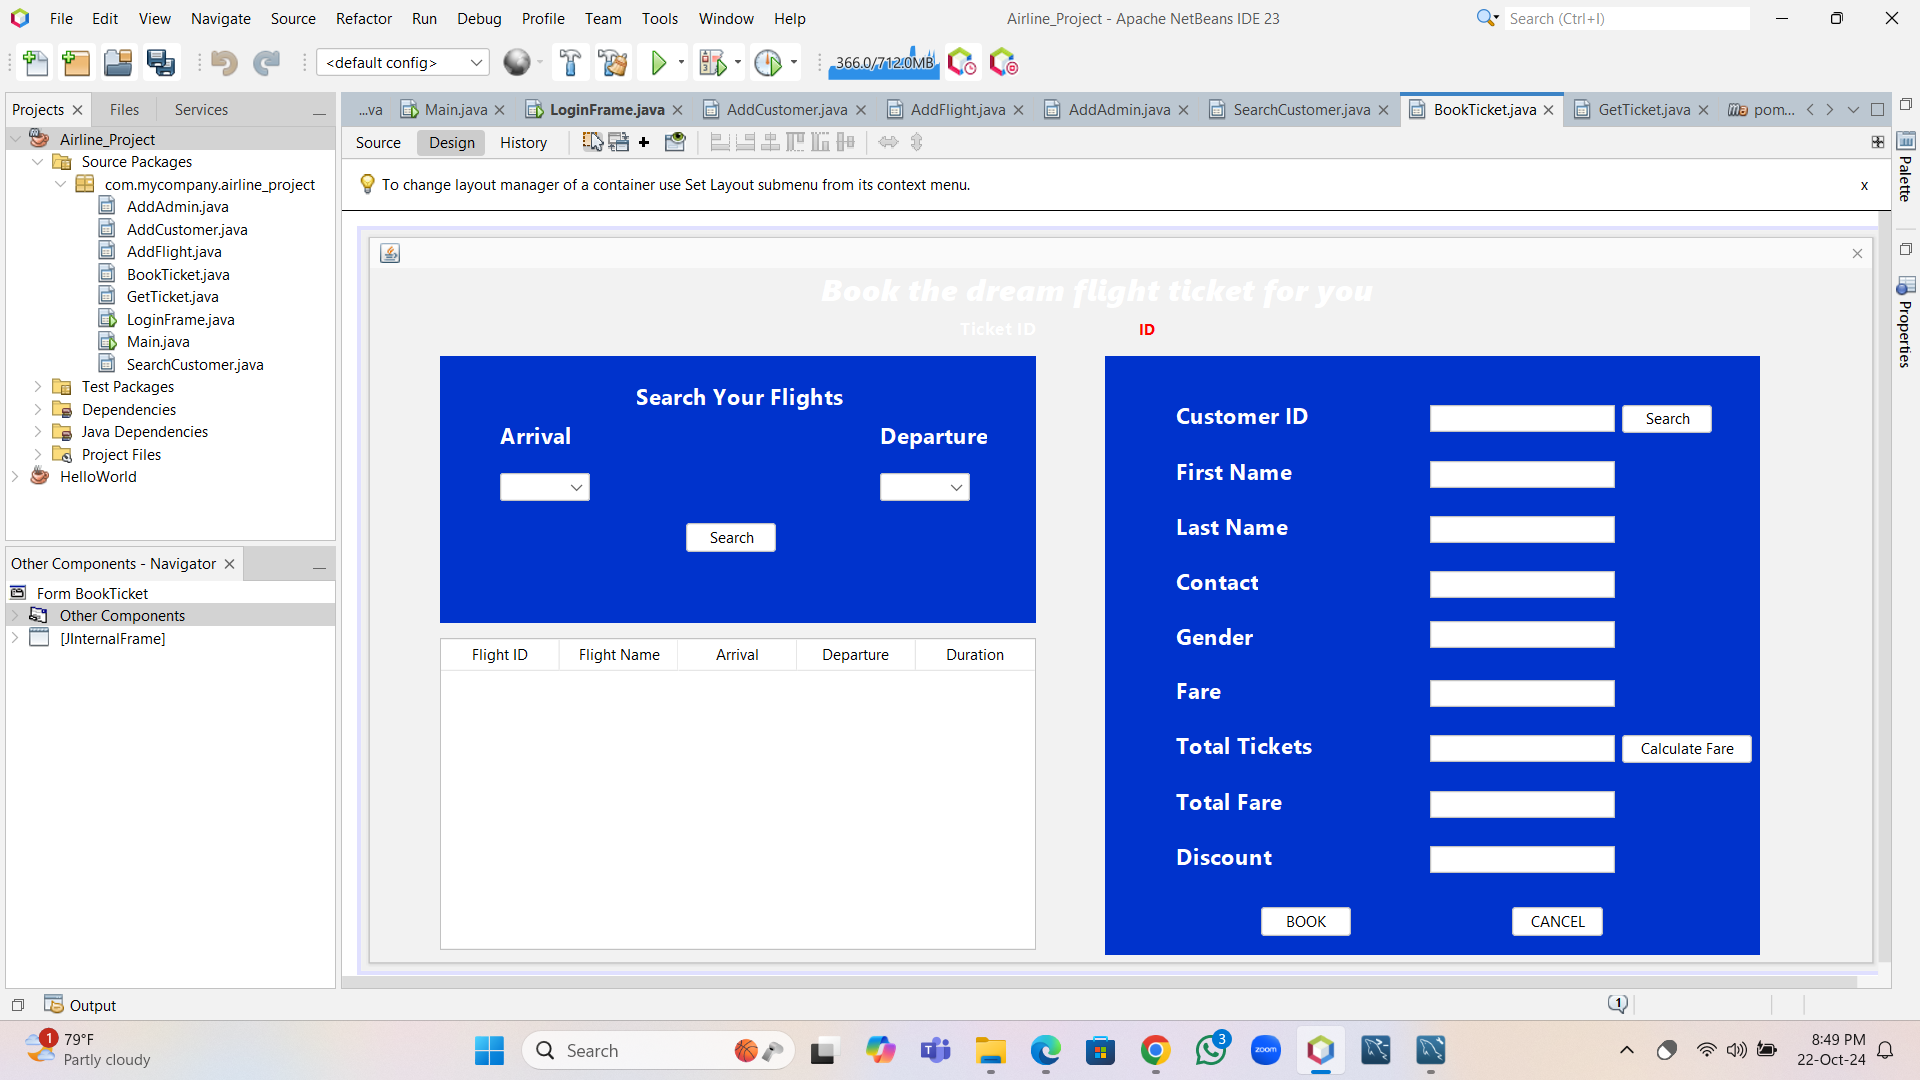 File Edit View Navigate Source Refactor Run Debug Profile Team Tools Window Help
Airline_Project - Apache NetBeans IDE 23
Search (Ctrl+I)
<default config>
366.0/712.0MB
Projects Files Services
...va Main.java LoginFrame.java AddCustomer.java AddFlight.java AddAdmin.java SearchCustomer.java BookTicket.java GetTicket.java pom...
Source Design History
To change layout manager of a container use Set Layout submenu from its context menu.
x
Airline_Project
Source Packages
com.mycompany.airline_project
AddAdmin.java
AddCustomer.java
AddFlight.java
BookTicket.java
GetTicket.java
LoginFrame.java
Main.java
SearchCustomer.java
Test Packages
Dependencies
Java Dependencies
Project Files
HelloWorld
Other Components - Navigator
Form BookTicket
Other Components
[JInternalFrame]
Book the dream flight ticket for you
Ticket ID ID
Search Your Flights
Arrival Departure
Search
Flight ID Flight Name Arrival Departure Duration
Customer ID Search
First Name
Last Name
Contact
Gender
Fare
Total Tickets Calculate Fare
Total Fare
Discount
BOOK CANCEL
Palette
Properties
Output
1
1
79°F
Partly cloudy
Search
3
zoom
8:49 PM
22-Oct-24